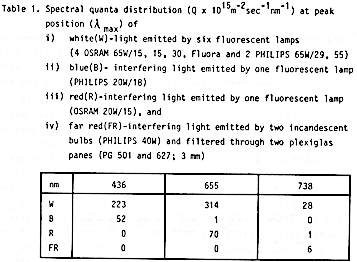 Table 1. Spectral quanta distribution (Q x 10^15 m^-2 sec^-1 nm^-1) at peak
position (λ max) of
i) white(W)-light emitted by six fluorescent lamps
(4 OSRAM 65W/15, 15, 30, Fluora and 2 PHILIPS 65W/29, 55)
ii) blue(B)- interfering light emitted by one fluorescent lamp
(PHILIPS 20W/18)
iii) red(R)-interfering light emitted by one fluorescent lamp
(OSRAM 20W/15), and
iv) far red(FR)-interfering light emitted by two incandescent
bulbs (PHILIPS 40W) and filtered through two plexiglas
panes (PG 501 and 627; 3 mm)
nm 436 655 738
W 223 314 28
B 52 1 0
R 0 70 1
FR 0 0 6